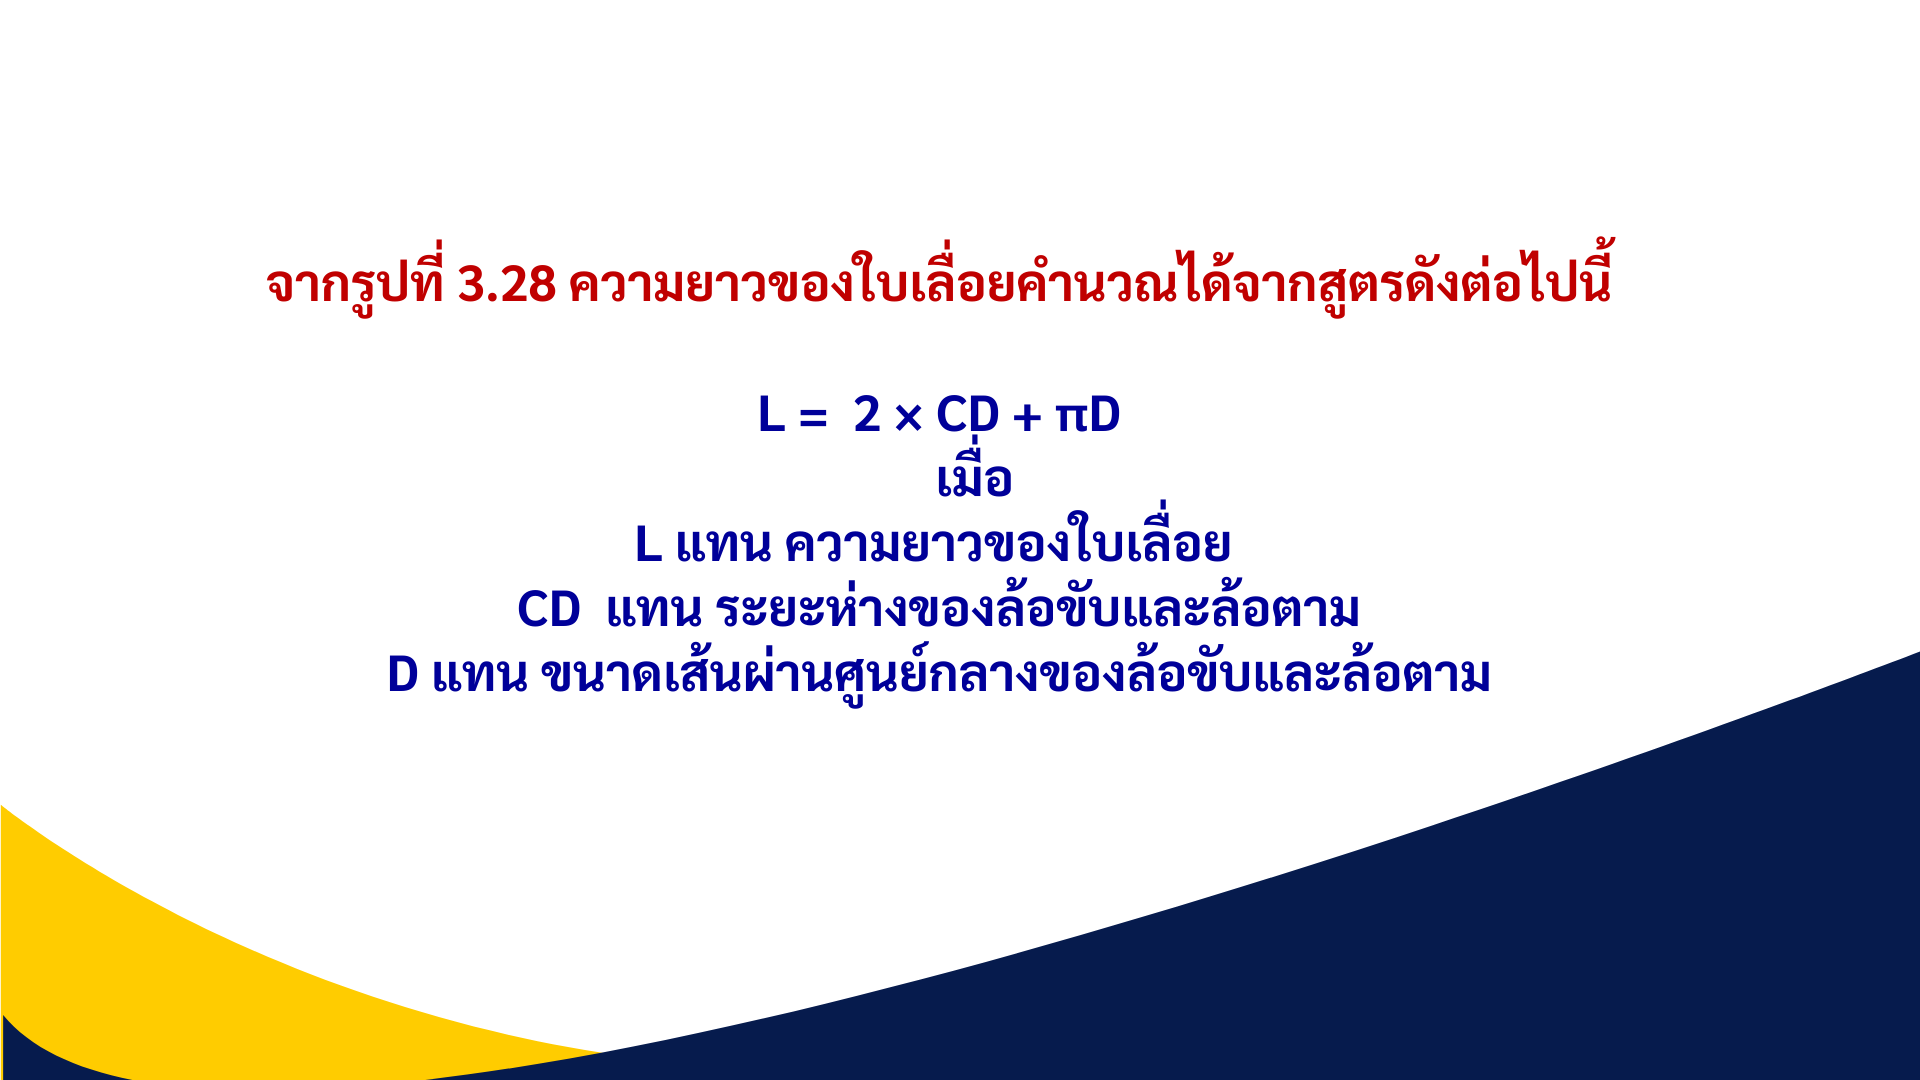 จากรูปที่ 3.28 ความยาวของใบเลื่อยคำนวณได้จากสูตรดังต่อไปนี้
L = 2 × CD + πD
เมื่อ
L แทน ความยาวของใบเลื่อย
CD แทน ระยะห่างของล้อขับและล้อตาม
D แทน ขนาดเส้นผ่านศูนย์กลางของล้อขับและล้อตาม